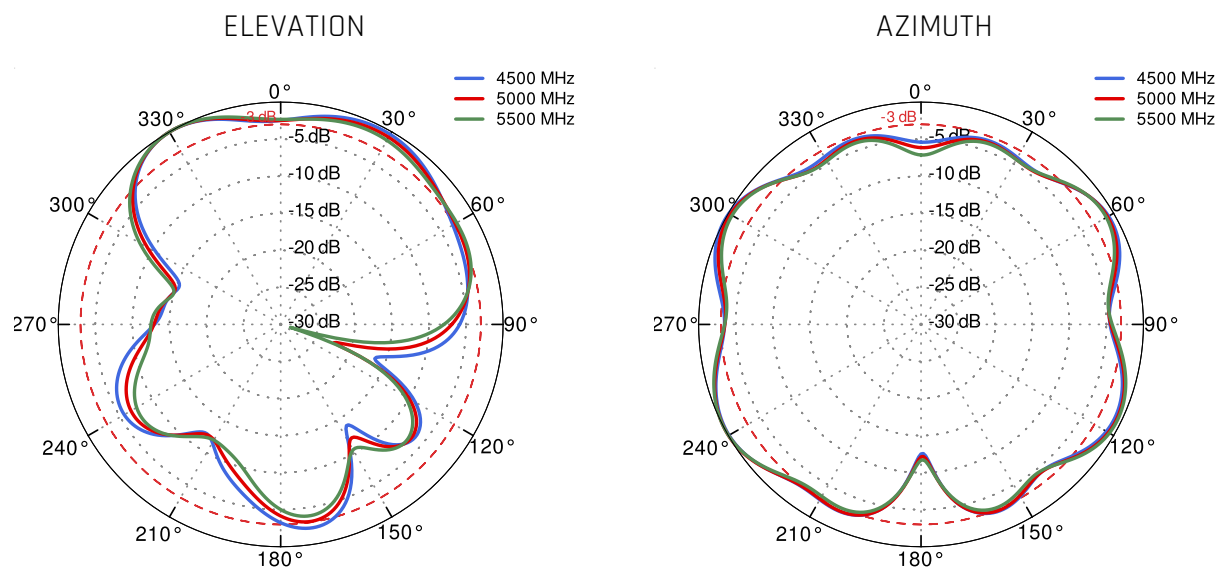 ELEVATION
4500 MHz
5000 MHz
5500 MHz
0°
330°
30°
-3 dB
-5 dB
-10 dB
300°
60°
-15 dB
-20 dB
-25 dB
270°
-30 dB
90°
240°
120°
210°
150°
180°
AZIMUTH
4500 MHz
5000 MHz
5500 MHz
0°
330°
30°
-3 dB
-5 dB
-10 dB
300°
60°
-15 dB
-20 dB
-25 dB
270°
-30 dB
90°
240°
120°
210°
150°
180°